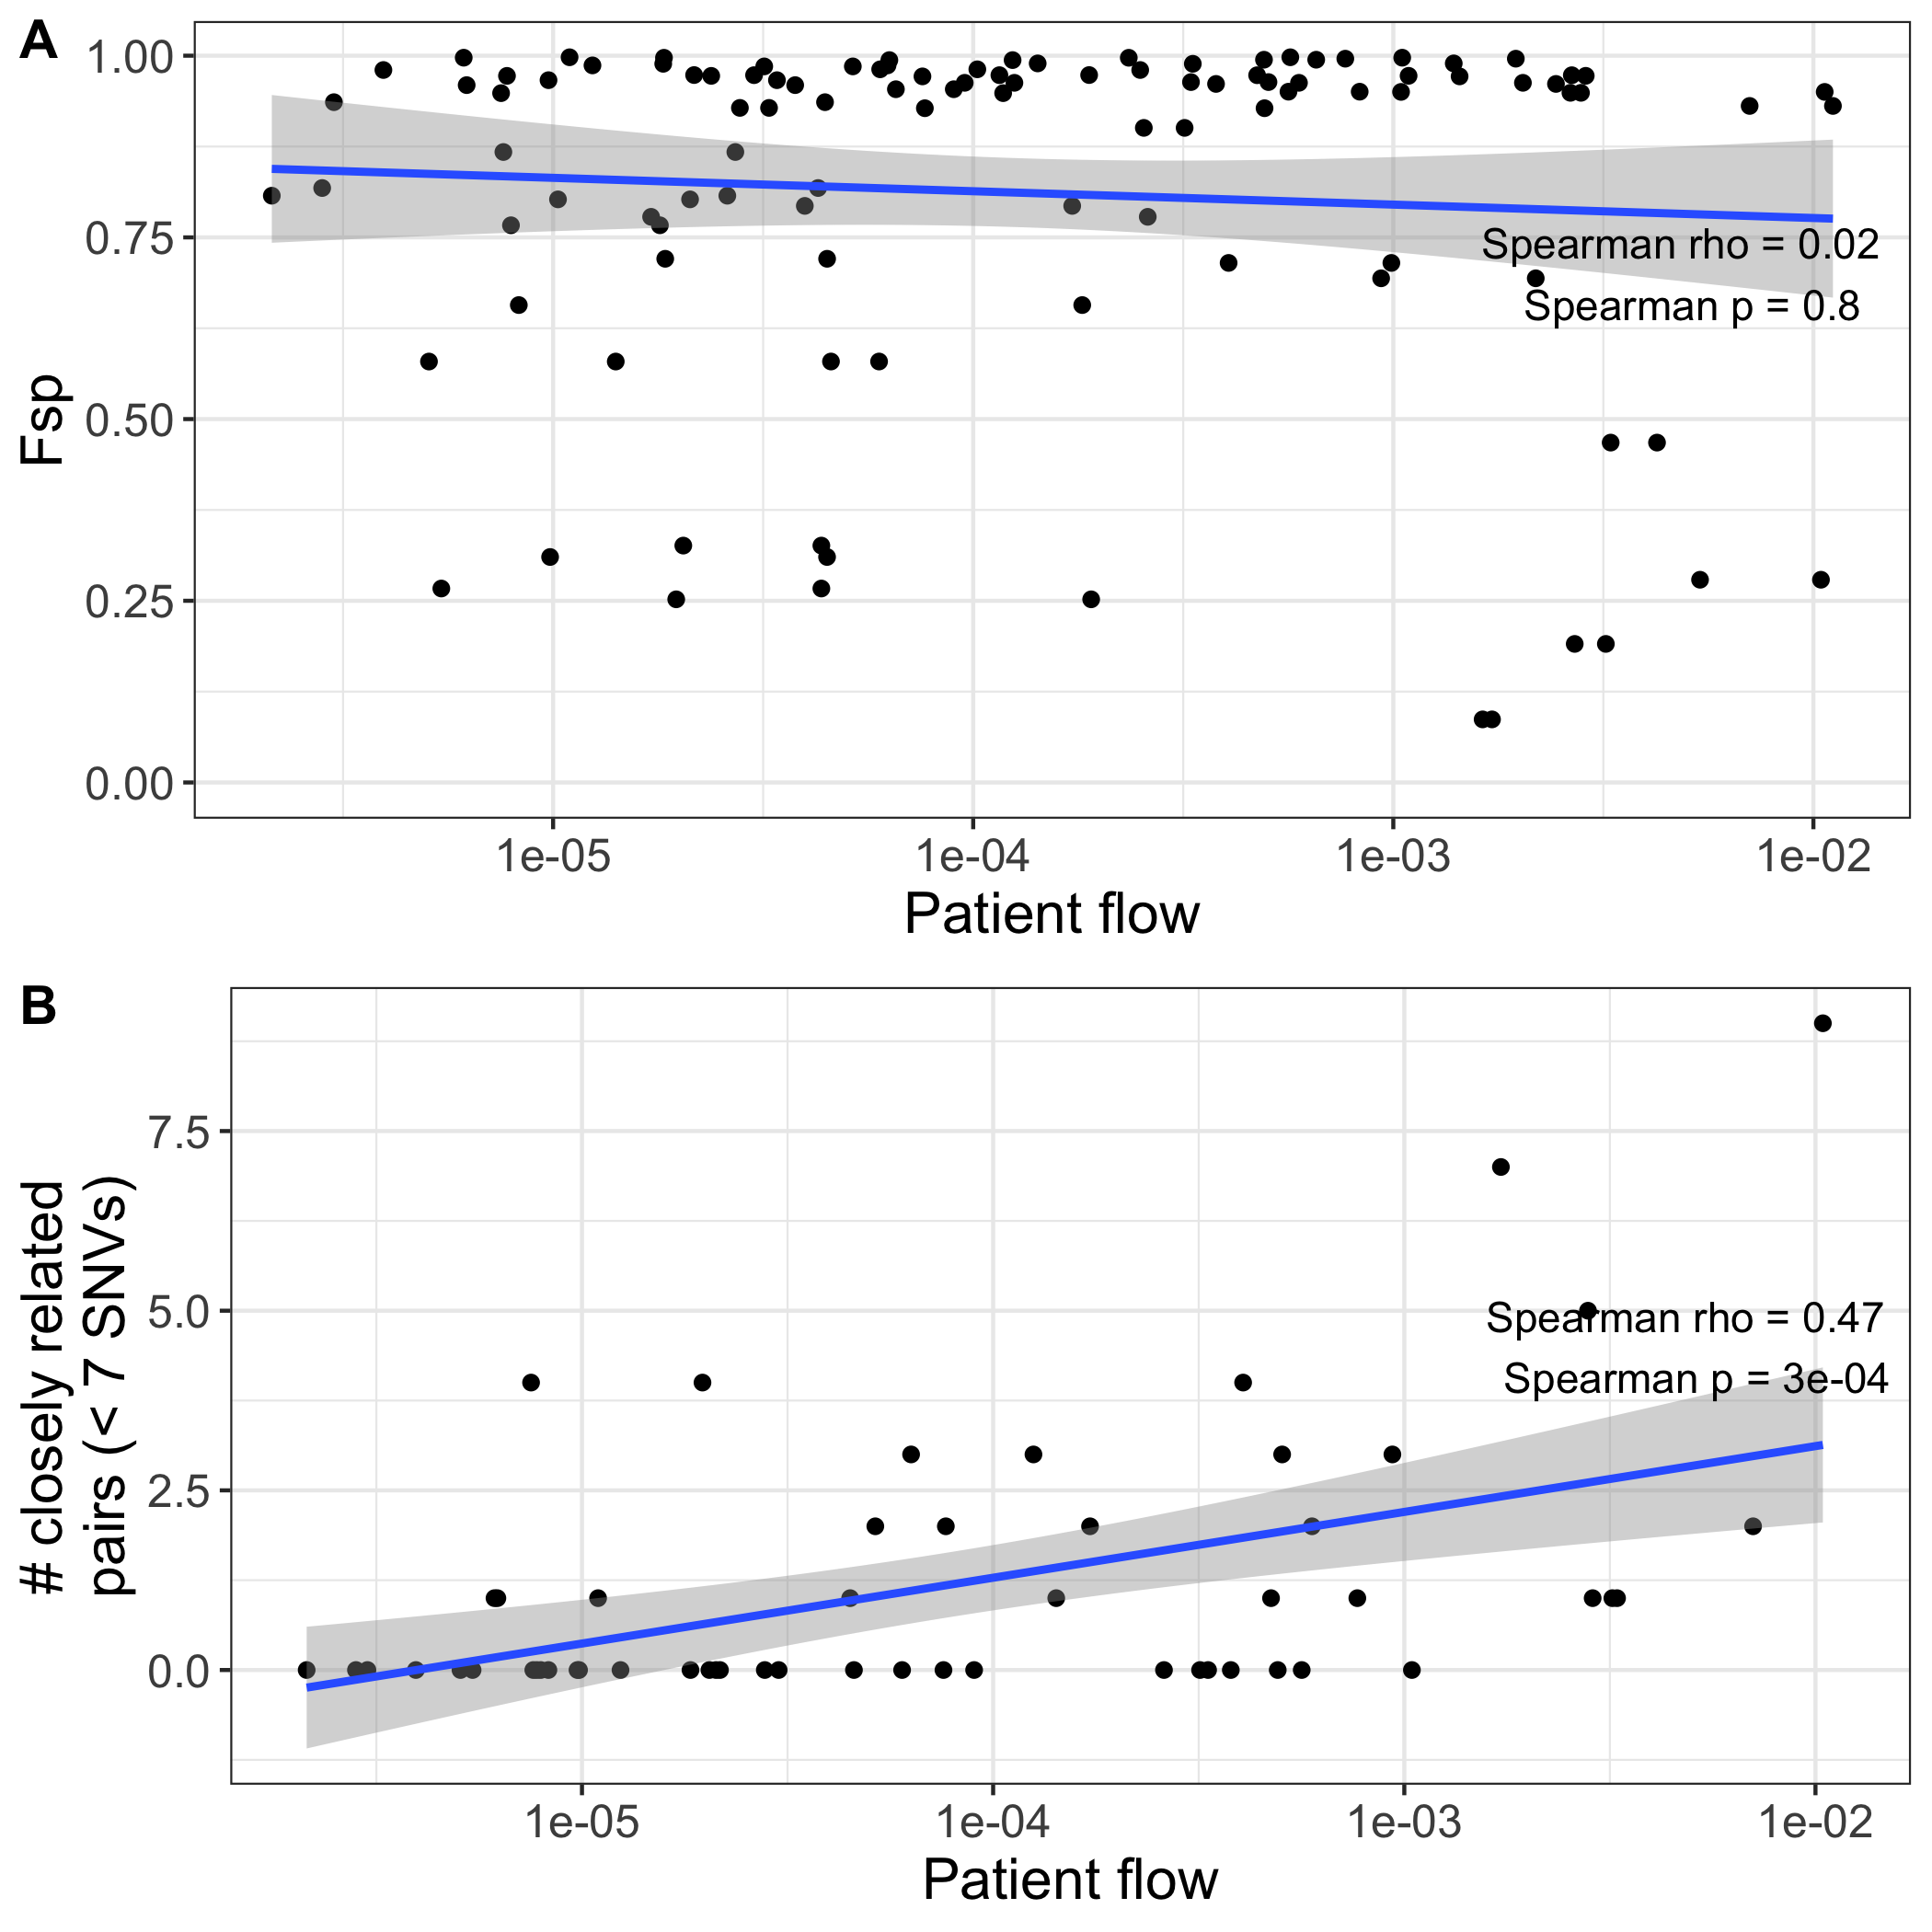 A
1.00
0.75
0.50
0.25
0.00
Fsp
Spearman rho = 0.02
Spearman p = 0.8
1e-05 1e-04 1e-03 1e-02
Patient flow
B
7.5
5.0
2.5
0.0
# closely related
pairs (< 7 SNVs)
Spearman rho = 0.47
Spearman p = 3e-04
1e-05 1e-04 1e-03 1e-02
Patient flow